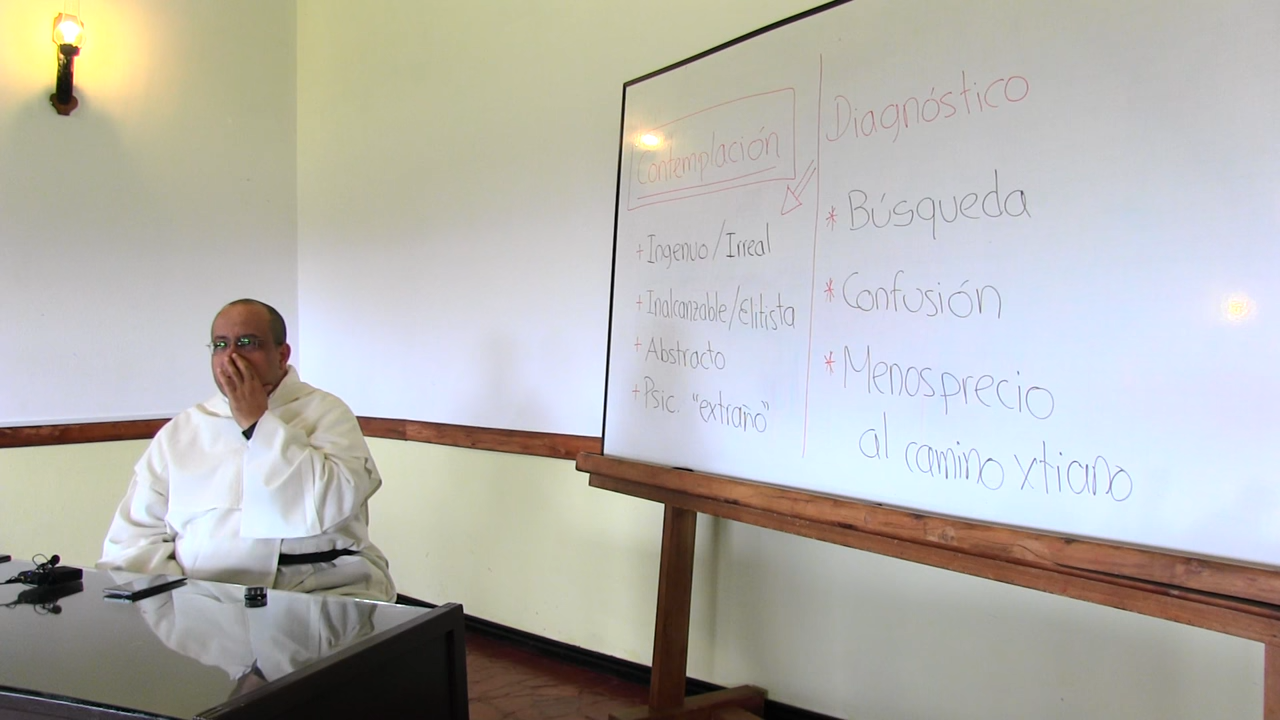 Contemplación
+ Ingenuo/Irreal
+ Inalcanzable/Elitista
+ Abstracto
+ Psic. "extraño"
Diagnóstico
* Búsqueda
* Confusión
* Menosprecio
al camino xtiano